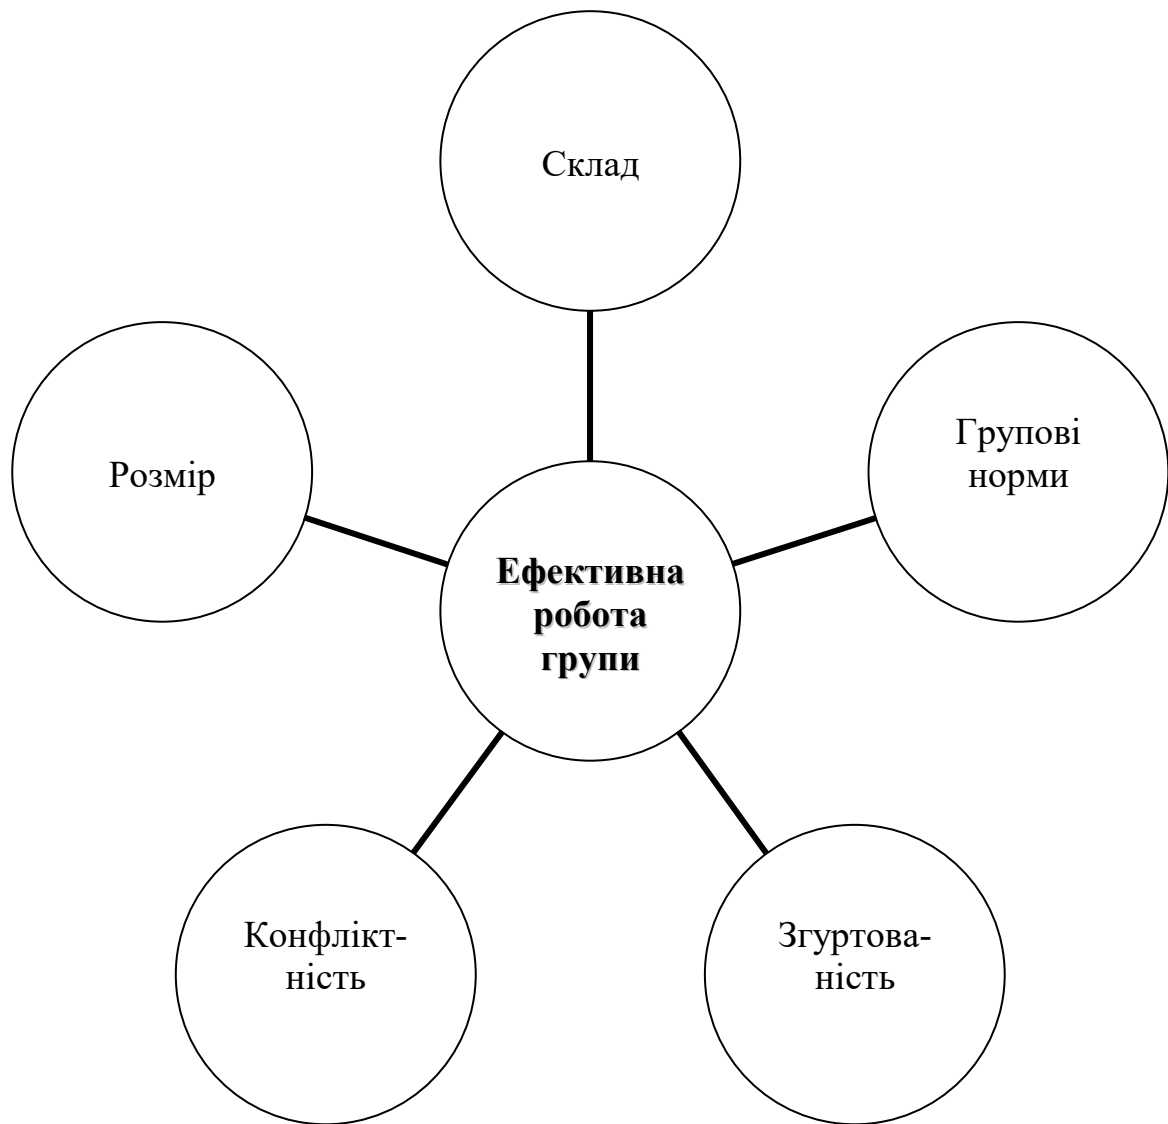 Склад
Групові
норми
Розмір
Ефективна
робота
групи
Конфлікт-
ність
Згуртова-
ність